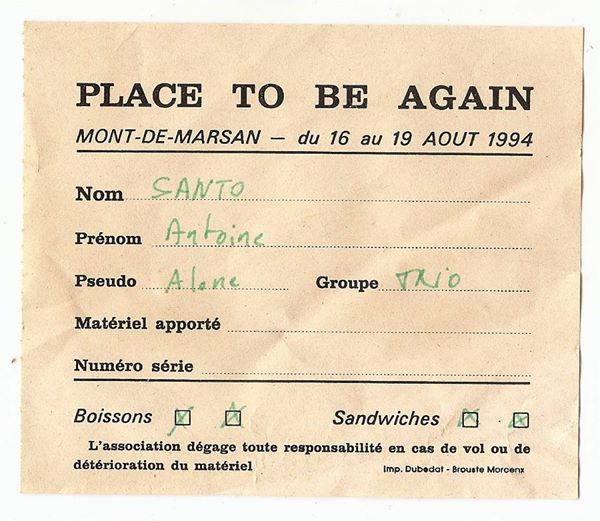 PLACE TO BE AGAIN
MONT-DE-MARSAN – du 16 au 19 AOUT 1994
Nom SANTO
Prénom Antoine
Pseudo Alone Groupe TRIO
Matériel apporté
Numéro série
Boissons Sandwiches
L'association dégage toute responsabilité en cas de vol ou de
détérioration du matériel Imp. Dubedat - Brouste Morcenx